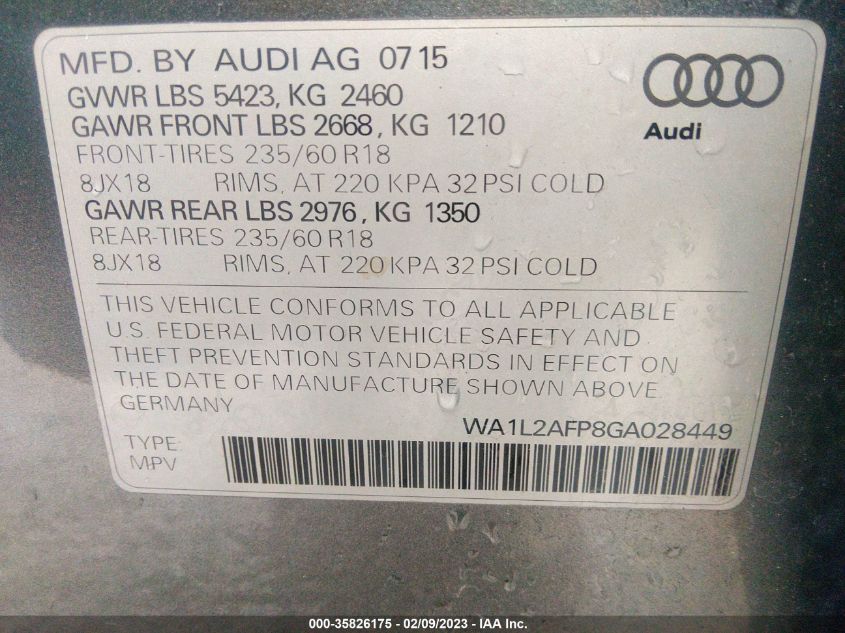 MFD. BY AUDI AG 0715
GVWR LBS 5423, KG 2460
GAWR FRONT LBS 2668, KG 1210
FRONT-TIRES 235/60 R18
8JX18 RIMS, AT 220 KPA 32 PSI COLD
GAWR REAR LBS 2976, KG 1350
REAR-TIRES 235/60 R18
8JX18 RIMS, AT 220 KPA 32 PSI COLD
Audi
THIS VEHICLE CONFORMS TO ALL APPLICABLE
U.S. FEDERAL MOTOR VEHICLE SAFETY AND
THEFT PREVENTION STANDARDS IN EFFECT ON
THE DATE OF MANUFACTURE SHOWN ABOVE.
GERMANY
WA1L2AFP8GA028449
TYPE:
MPV
000-35826175 — 02/09/2023 — WA Inc.